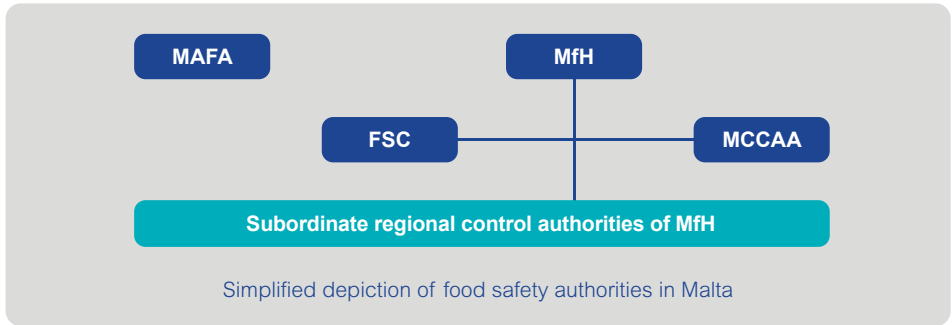 MAFA
MfH
FSC
MCCAA
Subordinate regional control authorities of MfH
Simplified depiction of food safety authorities in Malta